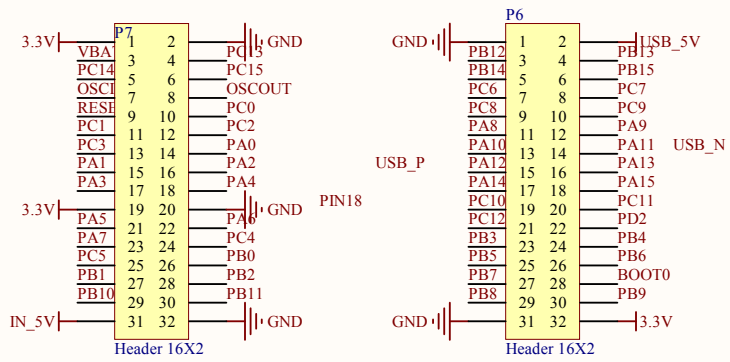 P7
3.3V 1 2 GND
VBA 3 4 PC13
PC14 5 6 PC15
OSCI 7 8 OSCOUT
RESE 9 10 PC0
PC1 11 12 PC2
PC3 13 14 PA0
PA1 15 16 PA2
PA3 17 18 PA4
PIN18
3.3V 19 20 GND
PA5 21 22 PA6
PA7 23 24 PC4
PC5 25 26 PB0
PB1 27 28 PB2
PB10 29 30 PB11
IN_5V 31 32 GND
Header 16X2
P6
GND 1 2 USB_5V
PB12 3 4 PB13
PB14 5 6 PB15
PC6 7 8 PC7
PC8 9 10 PC9
PA8 11 12 PA9
PA10 13 14 PA11 USB_N
USB_P PA12 15 16 PA13
PA14 17 18 PA15
PC10 19 20 PC11
PC12 21 22 PD2
PB3 23 24 PB4
PB5 25 26 PB6
PB7 27 28 BOOT0
PB8 29 30 PB9
GND 31 32 3.3V
Header 16X2